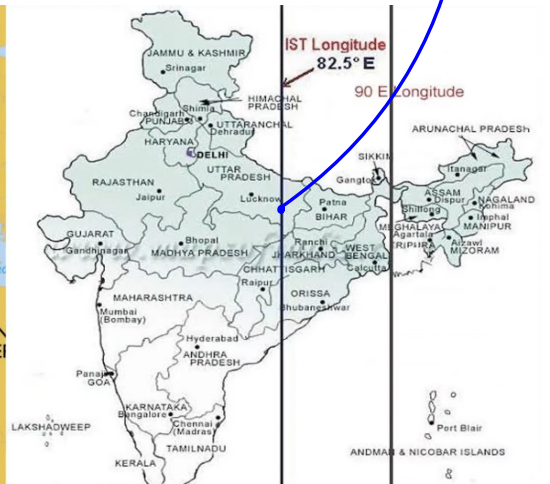 JAMMU & KASHMIR
Srinagar
IST Longitude
82.5° E
90 E Longitude
HIMACHAL
PRADESH
Shimla
Chandigarh
PUNJAB
UTTARANCHAL
Dehradun
HARYANA
DELHI
ARUNACHAL PRADESH
SIKKIM
Gangtok
Itanagar
UTTAR
PRADESH
RAJASTHAN
Jaipur
Lucknow
Patna
BIHAR
ASSAM
Dispur
NAGALAND
Kohima
Shillong
MEGHALAYA
Imphal
MANIPUR
Agartala
TRIPURA
Aizawl
MIZORAM
GUJARAT
Gandhinagar
Bhopal
MADHYA PRADESH
Ranchi
JHARKHAND
WEST
BENGAL
Calcutta
CHHATTISGARH
Raipur
ORISSA
Bhubaneshwar
MAHARASHTRA
Mumbai
(Bombay)
Hyderabad
ANDHRA
PRADESH
Panaji
GOA
KARNATAKA
Bangalore
Chennai
(Madras)
TAMILNADU
KERALA
LAKSHADWEEP
Port Blair
ANDMAN & NICOBAR ISLANDS